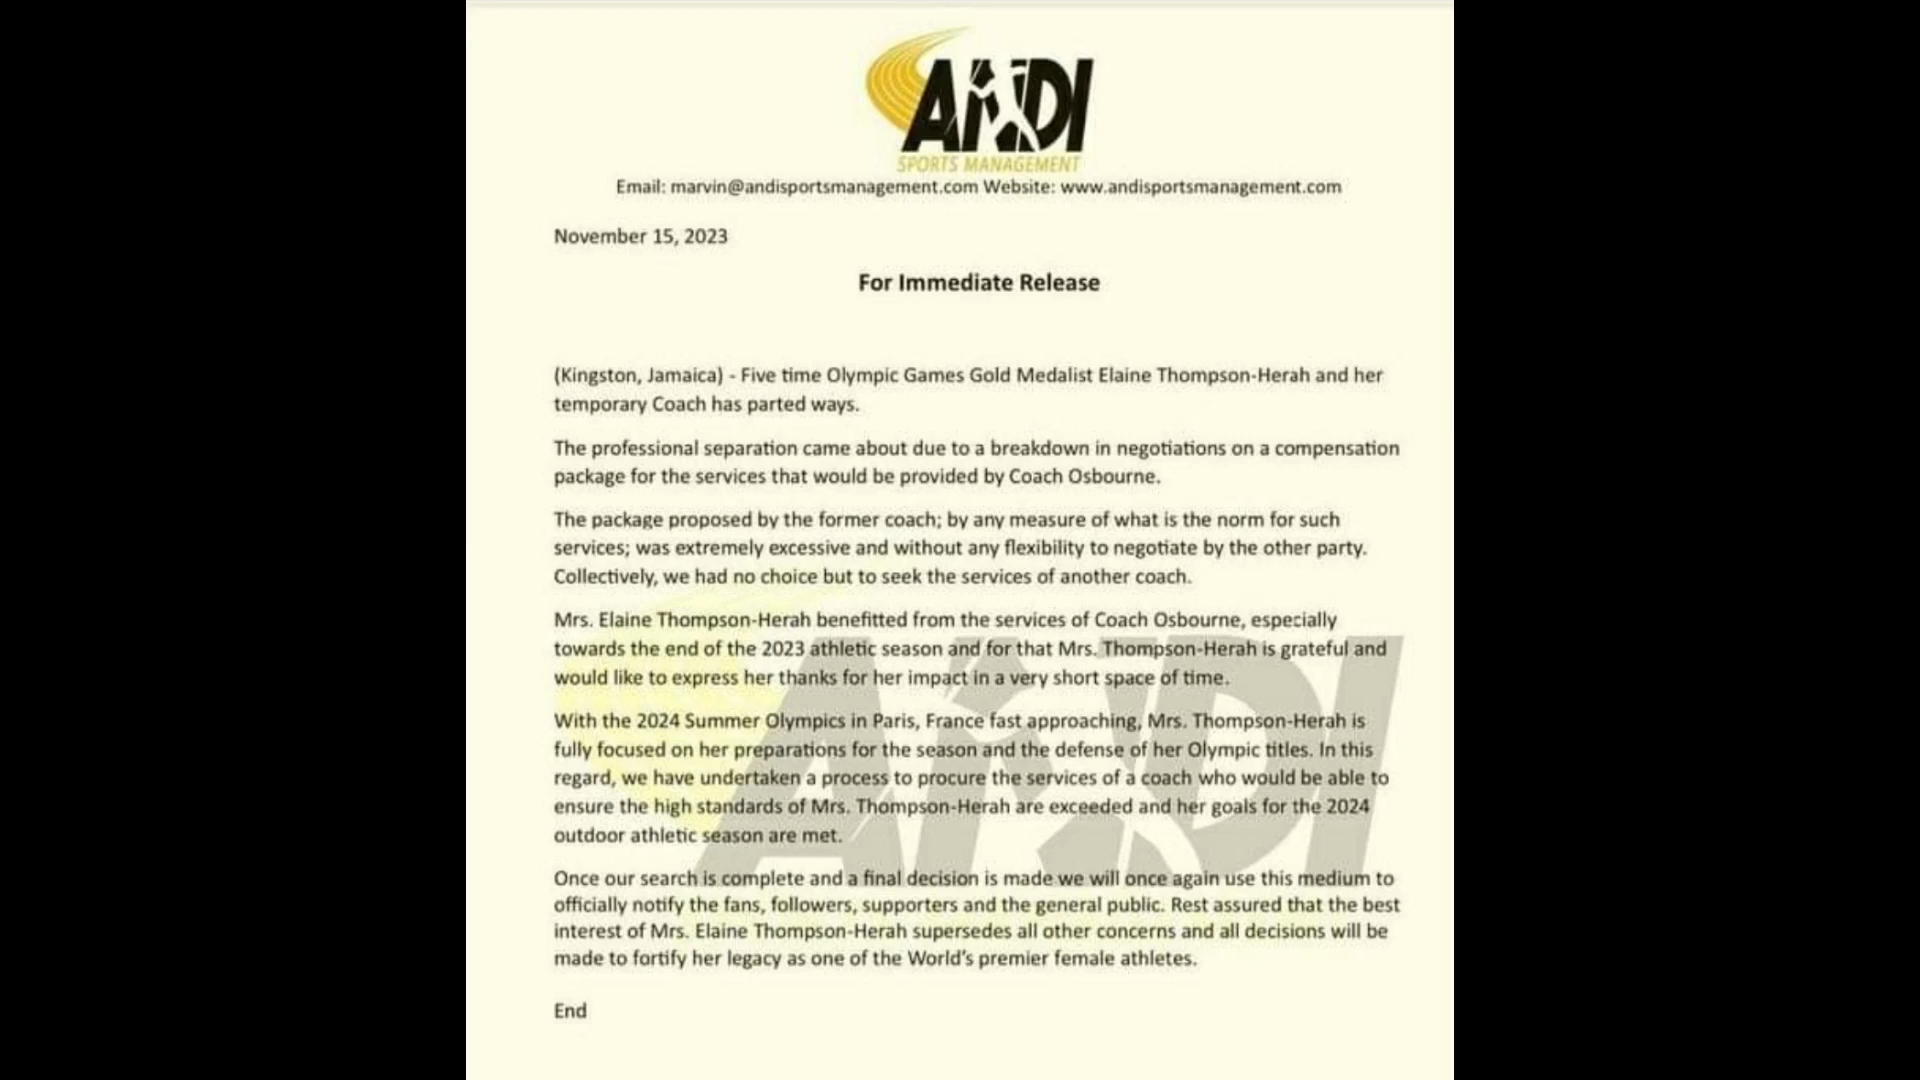 ANDI
SPORTS MANAGEMENT
Email: marvin@andisportsmanagement.com Website: www.andisportsmanagement.com
November 15, 2023
For Immediate Release
(Kingston, Jamaica) - Five time Olympic Games Gold Medalist Elaine Thompson-Herah and her
temporary Coach has parted ways.
The professional separation came about due to a breakdown in negotiations on a compensation
package for the services that would be provided by Coach Osbourne.
The package proposed by the former coach; by any measure of what is the norm for such
services; was extremely excessive and without any flexibility to negotiate by the other party.
Collectively, we had no choice but to seek the services of another coach.
Mrs. Elaine Thompson-Herah benefitted from the services of Coach Osbourne, especially
towards the end of the 2023 athletic season and for that Mrs. Thompson-Herah is grateful and
would like to express her thanks for her impact in a very short space of time.
With the 2024 Summer Olympics in Paris, France fast approaching, Mrs. Thompson-Herah is
fully focused on her preparations for the season and the defense of her Olympic titles. In this
regard, we have undertaken a process to procure the services of a coach who would be able to
ensure the high standards of Mrs. Thompson-Herah are exceeded and her goals for the 2024
outdoor athletic season are met.
Once our search is complete and a final decision is made we will once again use this medium to
officially notify the fans, followers, supporters and the general public. Rest assured that the best
interest of Mrs. Elaine Thompson-Herah supersedes all other concerns and all decisions will be
made to fortify her legacy as one of the World's premier female athletes.
End
ANDI